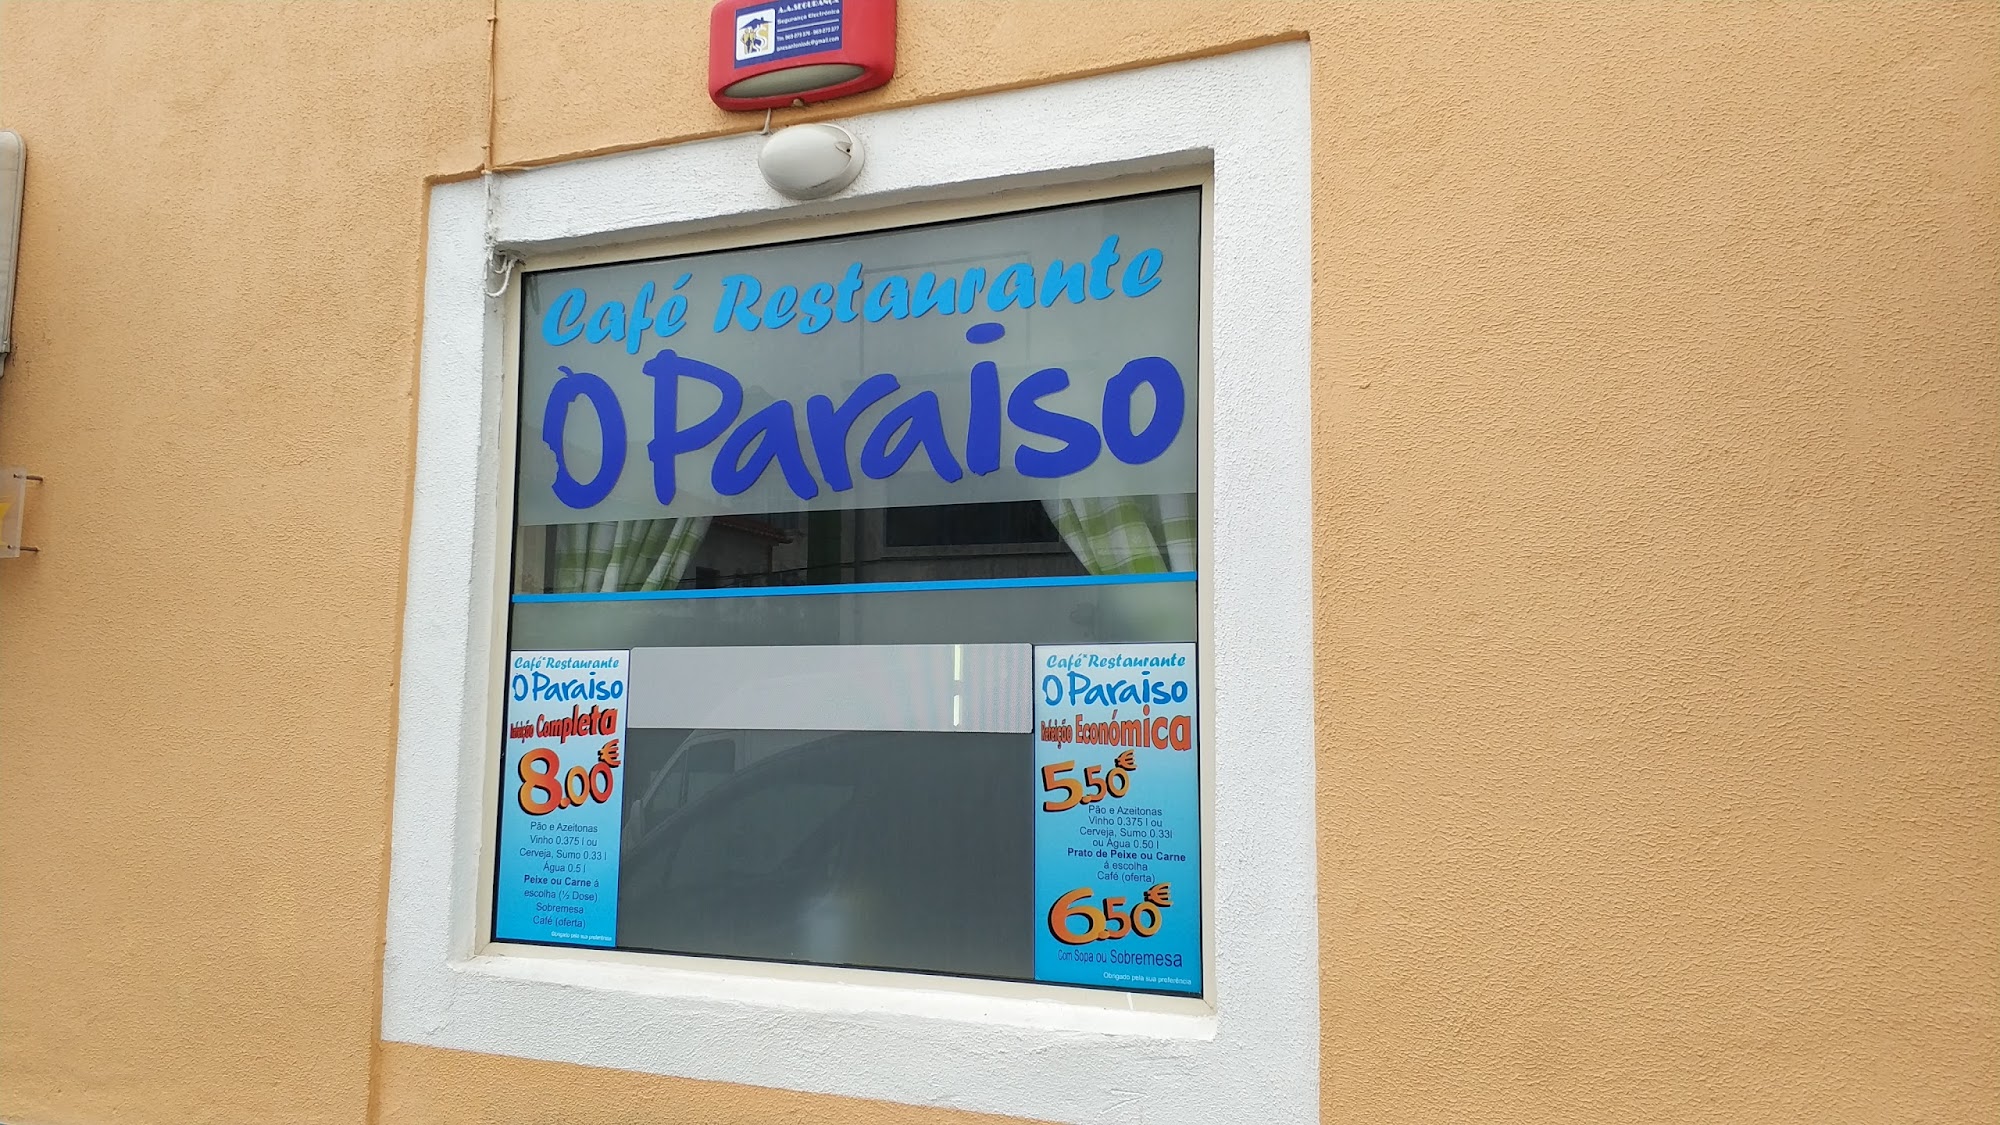 A.A.SEGURANÇA
Segurança Electrónica
Café Restaurante
O Paraiso
Café Restaurante
O Paraiso
Refeição Completa
8.00€
Pão e Azeitonas
Vinho 0.375 l ou
Cerveja, Sumo 0.33 l
Água 0.5 l
Peixe ou Carne á
escolha (½ Dose)
Sobremesa
Café (oferta)
Obrigado pela sua preferência
Café Restaurante
O Paraiso
Refeição Económica
5.50€
Pão e Azeitonas
Vinho 0.375 l ou
Cerveja, Sumo 0.33l
ou Água 0.50 l
Prato de Peixe ou Carne
á escolha
Café (oferta)
6.50€
Com Sopa ou Sobremesa
Obrigado pela sua preferência